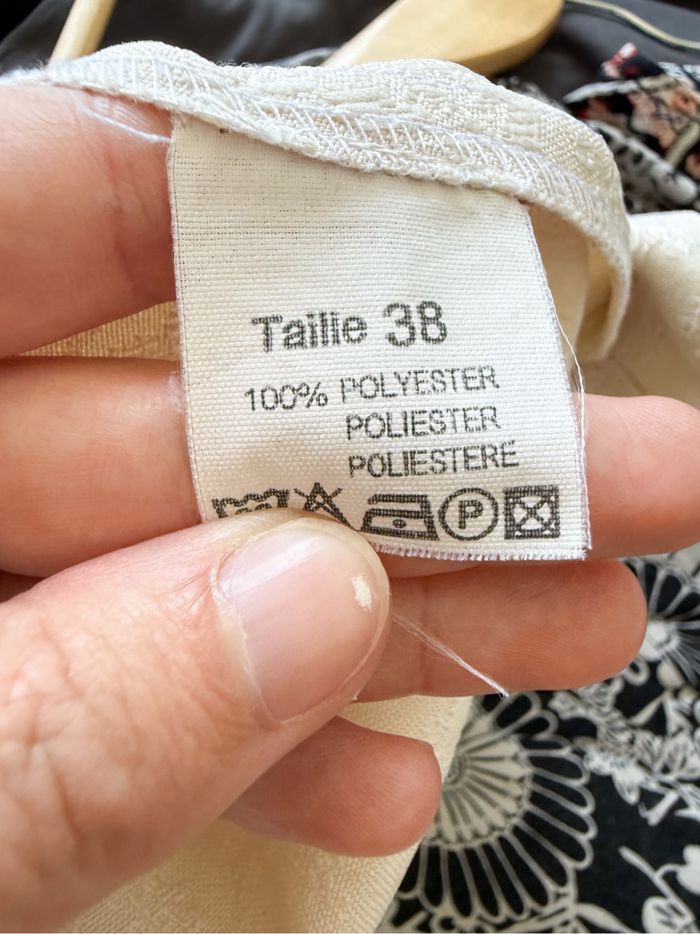 Taille 38
100% POLYESTER
POLIESTER
POLIESTERE
P